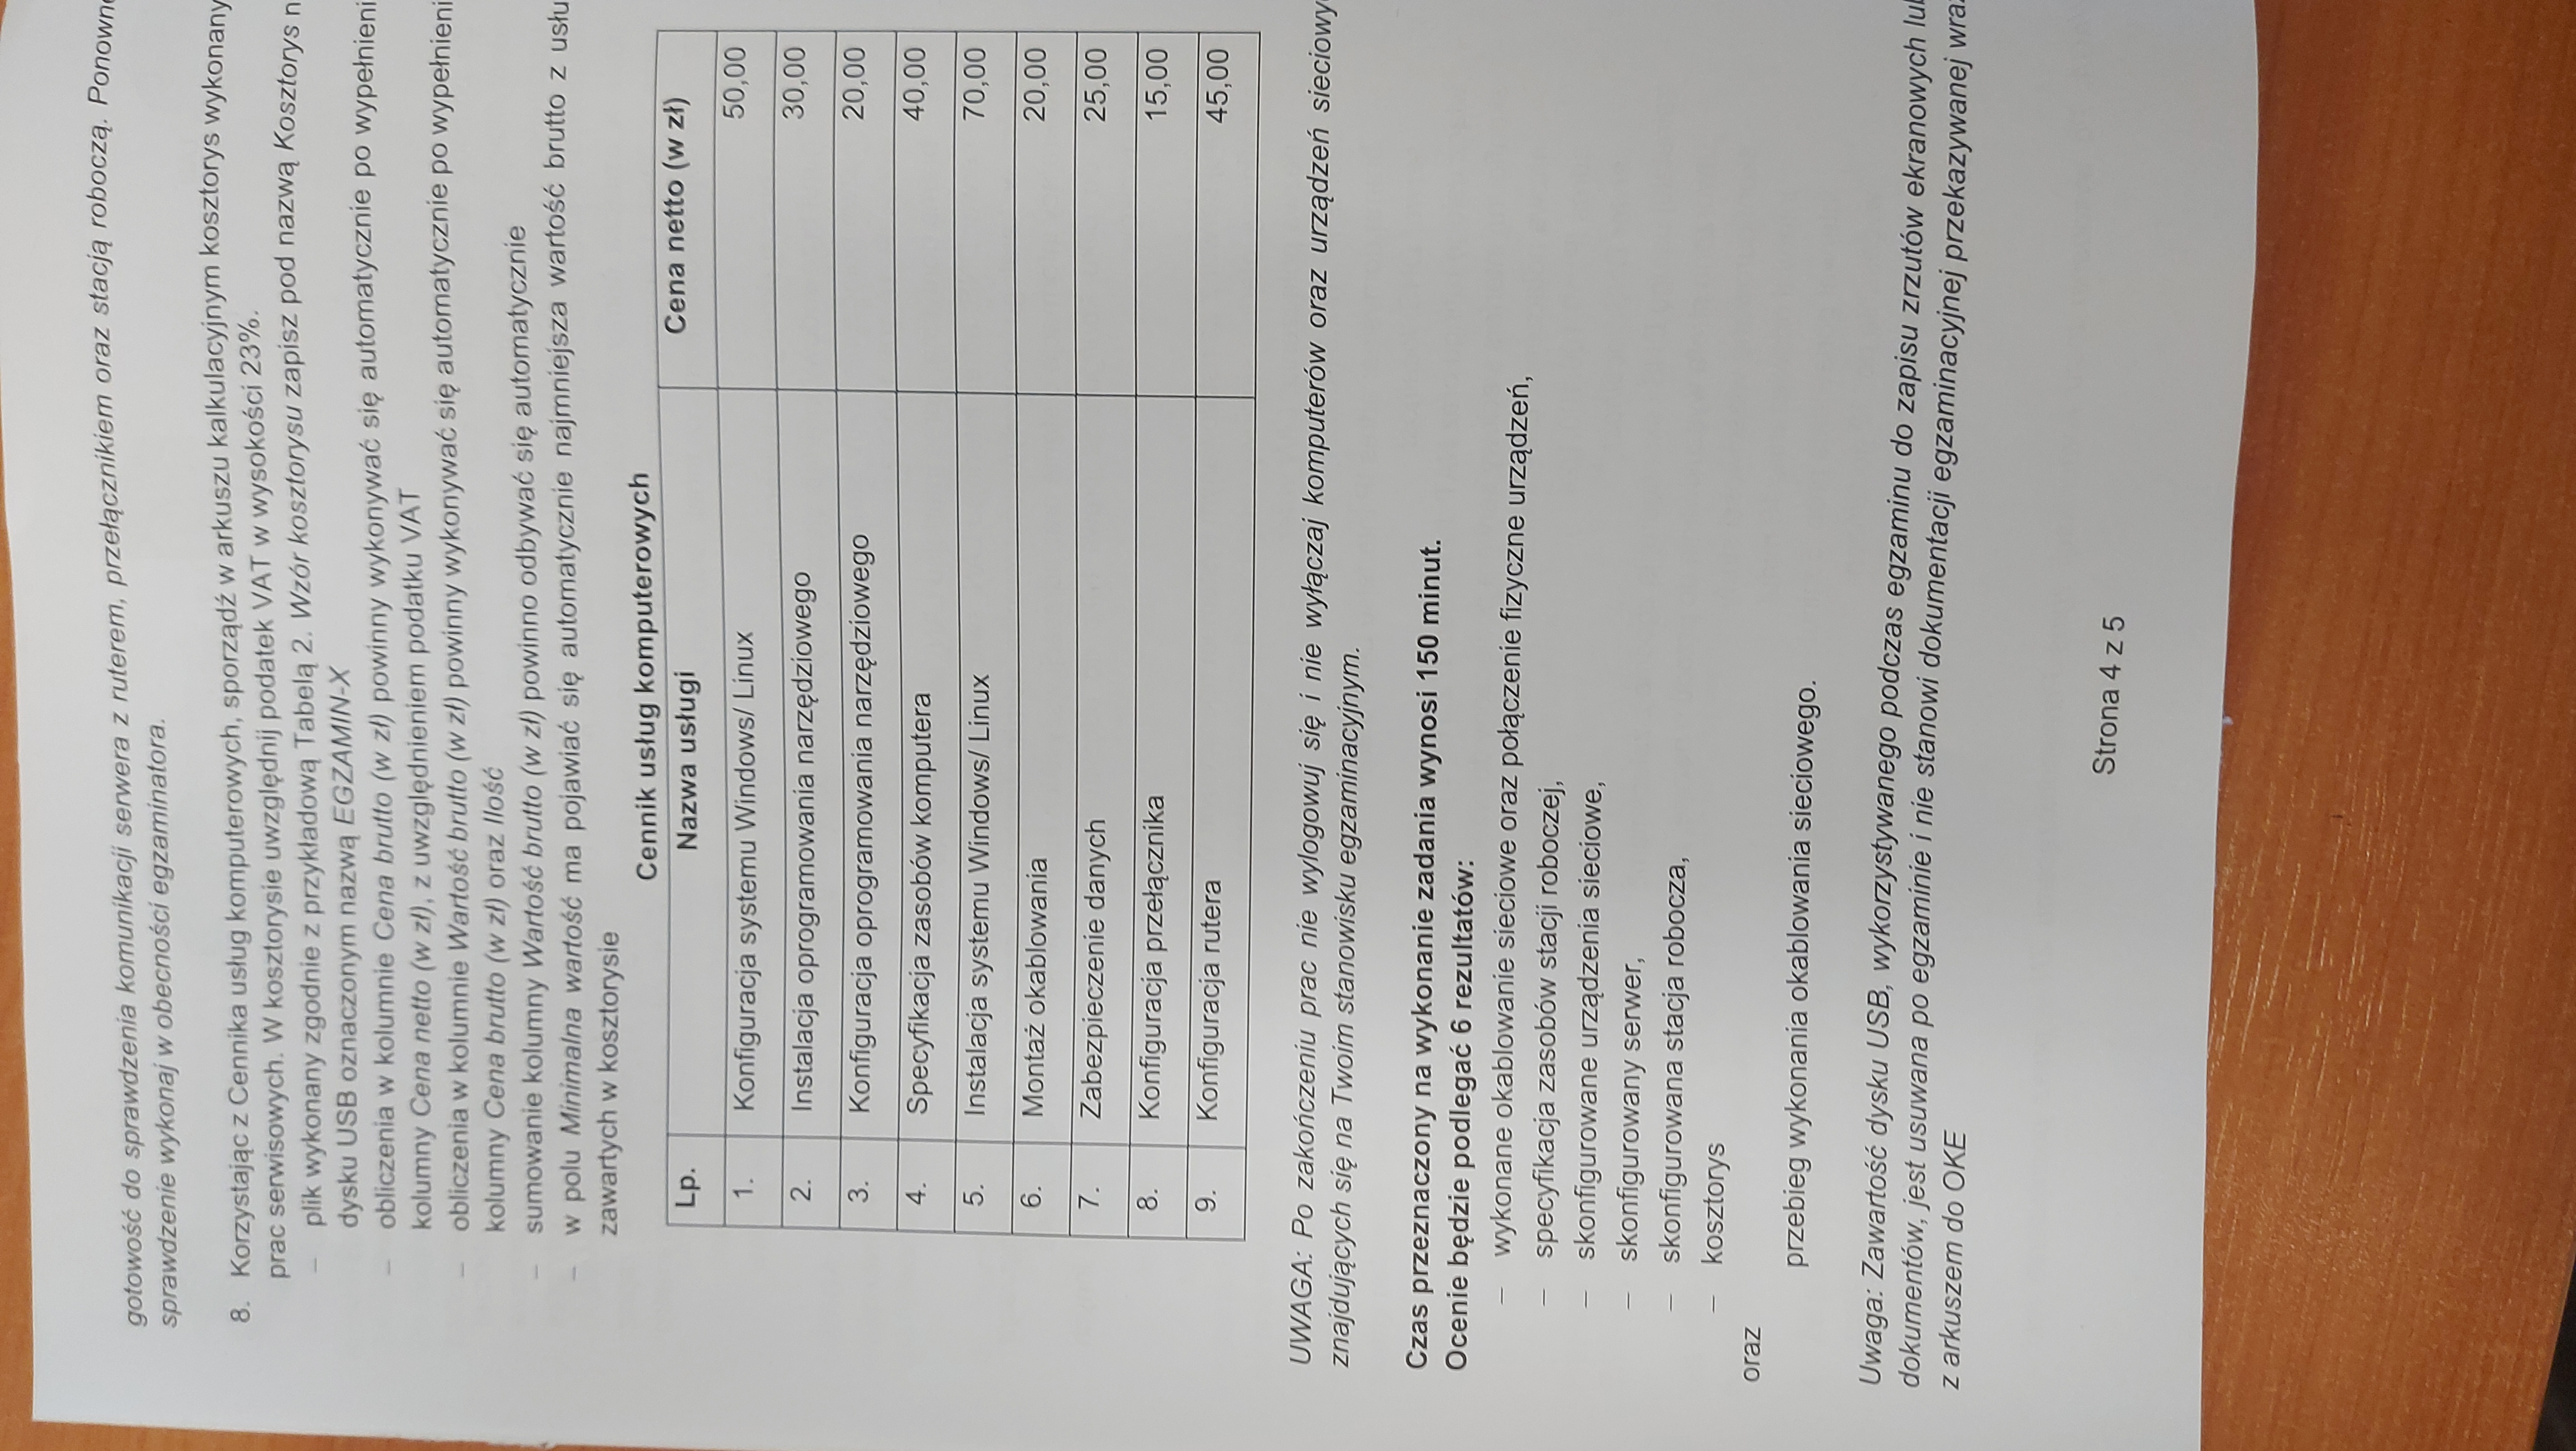 gotowość do sprawdzenia komunikacji serwera z ruterem, przełącznikiem oraz stacją roboczą.
sprawdzenie wykonaj w obecności egzaminatora.
8. Korzystając z Cennika usług komputerowych, sporządź w arkuszu kalkulacyjnym kosztorys
prac serwisowych. W kosztorysie uwzględnij podatek VAT w wysokości 23%.
– plik wykonany zgodnie z przykładową Tabelą 2. Wzór kosztorysu zapisz pod nazwą Kosztorys
dysku USB oznaczonym nazwą EGZAMIN-X
– obliczenia w kolumnie Cena brutto (w zł) powinny wykonywać się automatycznie po
kolumny Cena netto (w zł), z uwzględnieniem podatku VAT
– obliczenia w kolumnie Wartość brutto (w zł) powinny wykonywać się automatycznie po
kolumny Cena brutto (w zł) oraz Ilość
– sumowanie kolumny Wartość brutto (w zł) powinno odbywać się automatycznie
– w polu Minimalna wartość ma pojawiać się automatycznie najmniejsza wartość brutto z
zawartych w kosztorysie
Cennik usług komputerowych
Lp. Nazwa usługi Cena netto (w zł)
1. Konfiguracja systemu Windows/ Linux 50,00
2. Instalacja oprogramowania narzędziowego 30,00
3. Konfiguracja oprogramowania narzędziowego 20,00
4. Specyfikacja zasobów komputera 40,00
5. Instalacja systemu Windows/ Linux 70,00
6. Montaż okablowania 20,00
7. Zabezpieczenie danych 25,00
8. Konfiguracja przełącznika 15,00
9. Konfiguracja rutera 45,00
UWAGA: Po zakończeniu prac nie wylogowuj się i nie wyłączaj komputerów oraz urządzeń
znajdujących się na Twoim stanowisku egzaminacyjnym.
Czas przeznaczony na wykonanie zadania wynosi 150 minut.
Ocenie będzie podlegać 6 rezultatów:
– wykonane okablowanie sieciowe oraz połączenie fizyczne urządzeń,
– specyfikacja zasobów stacji roboczej,
– skonfigurowane urządzenia sieciowe,
– skonfigurowany serwer,
– skonfigurowana stacja robocza,
– kosztorys
oraz
przebieg wykonania okablowania sieciowego.
Uwaga: Zawartość dysku USB, wykorzystywanego podczas egzaminu do zapisu zrzutów ekranowych
dokumentów, jest usuwana po egzaminie i nie stanowi dokumentacji egzaminacyjnej przekazywanej
z arkuszem do OKE
Strona 4 z 5